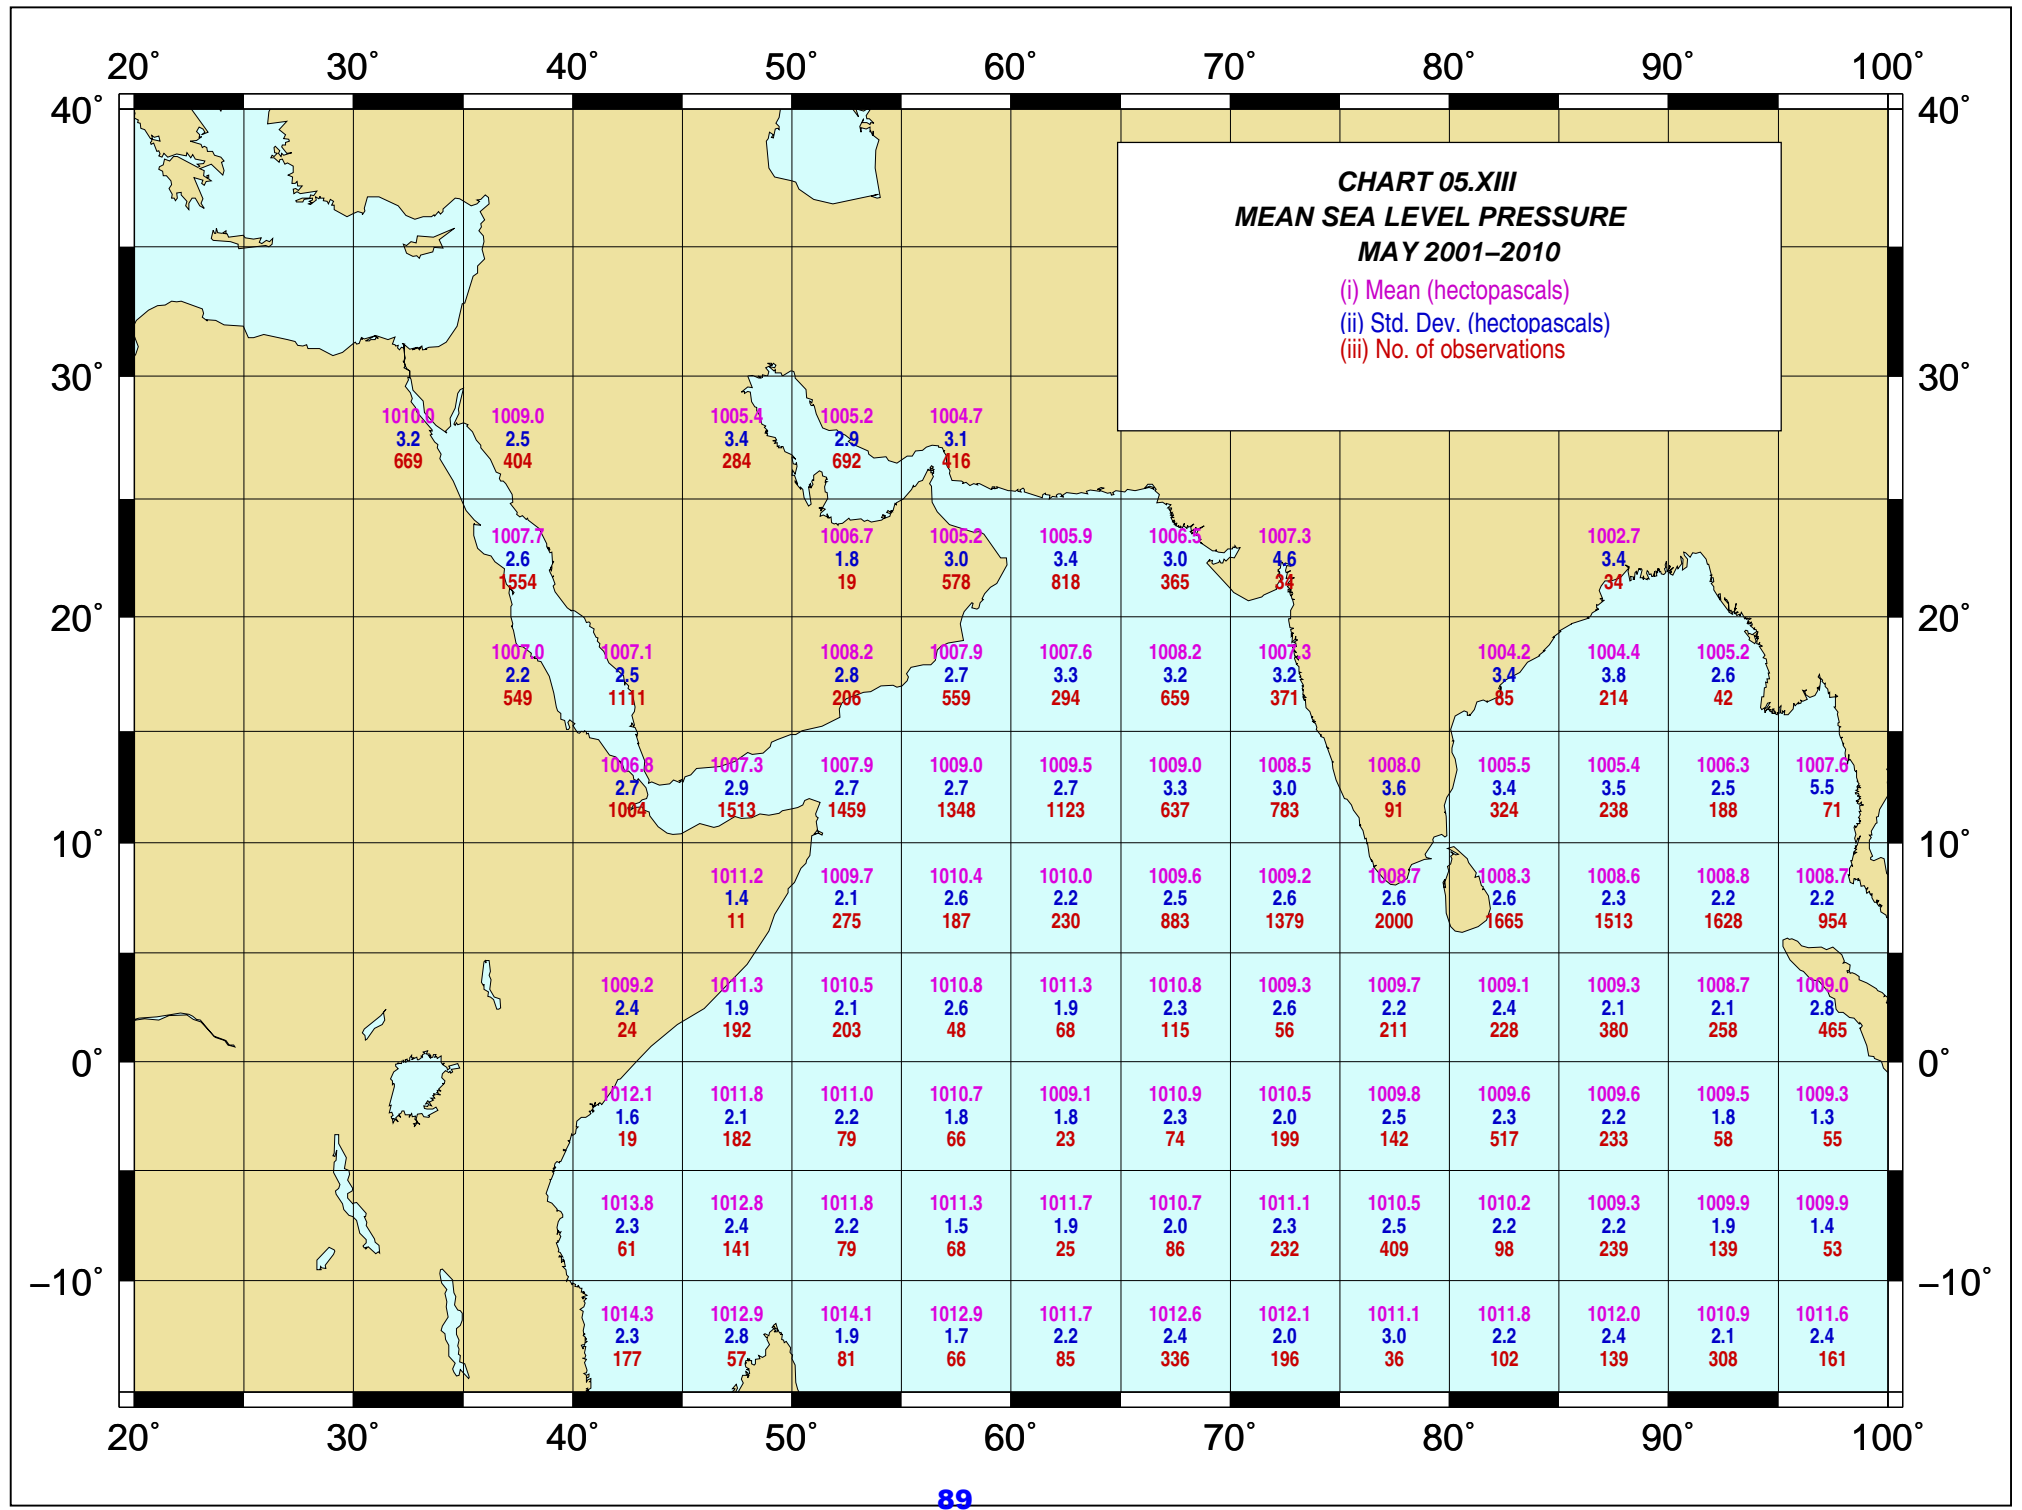 20° 30° 40° 50° 60° 70° 80° 90° 100°
40° 40°
CHART 05.XIII
MEAN SEA LEVEL PRESSURE
MAY 2001–2010
(i) Mean (hectopascals)
(ii) Std. Dev. (hectopascals)
(iii) No. of observations
30° 30°
1010.0 1009.0 1005.4 1005.2 1004.7
3.2 2.5 3.4 2.9 3.1
669 404 284 692 416
1007.7 1006.7 1005.2 1005.9 1006.5 1007.3 1002.7
2.6 1.8 3.0 3.4 3.0 4.6 3.4
1554 19 578 818 365 34 34
20° 20°
1007.0 1007.1 1008.2 1007.9 1007.6 1008.2 1007.3 1004.2 1004.4 1005.2
2.2 2.5 2.8 2.7 3.3 3.2 3.2 3.4 3.8 2.6
549 1111 206 559 294 659 371 85 214 42
1006.8 1007.3 1007.9 1009.0 1009.5 1009.0 1008.5 1008.0 1005.5 1005.4 1006.3 1007.6
2.7 2.9 2.7 2.7 2.7 3.3 3.0 3.6 3.4 3.5 2.5 5.5
1004 1513 1459 1348 1123 637 783 91 324 238 188 71
10° 10°
1011.2 1009.7 1010.4 1010.0 1009.6 1009.2 1008.7 1008.3 1008.6 1008.8 1008.7
1.4 2.1 2.6 2.2 2.5 2.6 2.6 2.6 2.3 2.2 2.2
11 275 187 230 883 1379 2000 1665 1513 1628 954
1009.2 1011.3 1010.5 1010.8 1011.3 1010.8 1009.3 1009.7 1009.1 1009.3 1008.7 1009.0
2.4 1.9 2.1 2.6 1.9 2.3 2.6 2.2 2.4 2.1 2.1 2.8
24 192 203 48 68 115 56 211 228 380 258 465
0° 0°
1012.1 1011.8 1011.0 1010.7 1009.1 1010.9 1010.5 1009.8 1009.6 1009.6 1009.5 1009.3
1.6 2.1 2.2 1.8 1.8 2.3 2.0 2.5 2.3 2.2 1.8 1.3
19 182 79 66 23 74 199 142 517 233 58 55
1013.8 1012.8 1011.8 1011.3 1011.7 1010.7 1011.1 1010.5 1010.2 1009.3 1009.9 1009.9
2.3 2.4 2.2 1.5 1.9 2.0 2.3 2.5 2.2 2.2 1.9 1.4
61 141 79 68 25 86 232 409 98 239 139 53
−10° −10°
1014.3 1012.9 1014.1 1012.9 1011.7 1012.6 1012.1 1011.1 1011.8 1012.0 1010.9 1011.6
2.3 2.8 1.9 1.7 2.2 2.4 2.0 3.0 2.2 2.4 2.1 2.4
177 57 81 66 85 336 196 36 102 139 308 161
20° 30° 40° 50° 60° 70° 80° 90° 100°
89